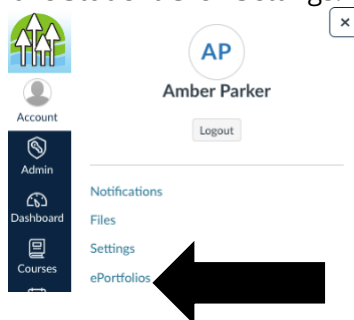 AP
Amber Parker
Logout
Account
Admin
Dashboard
Courses
Notifications
Files
Settings
ePortfolios